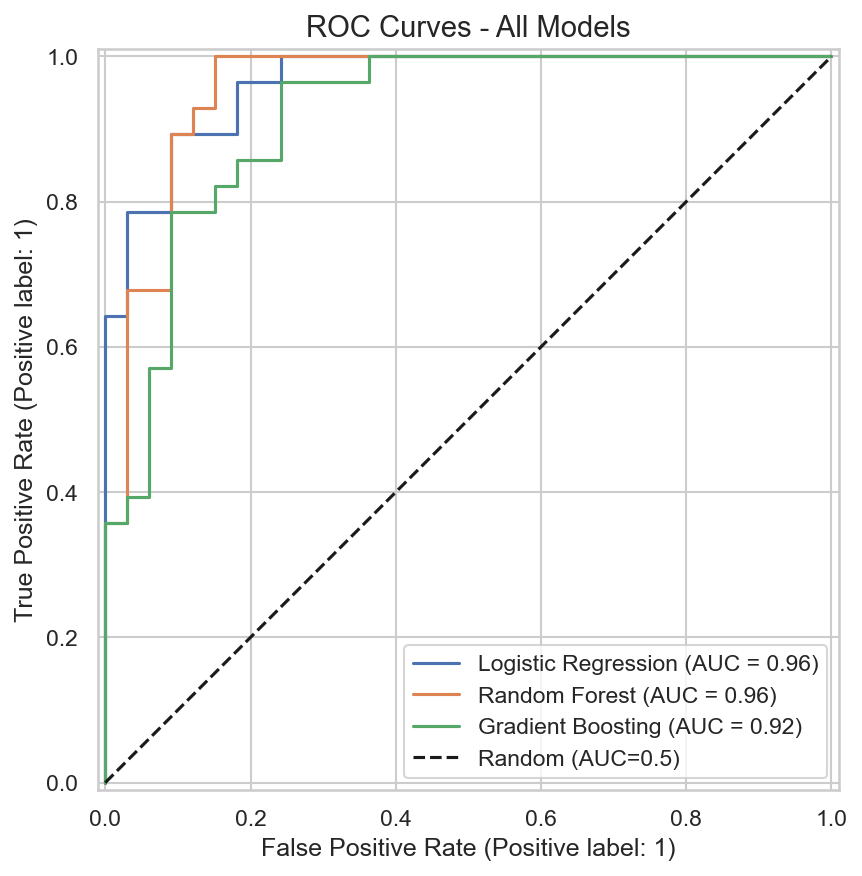 ROC Curves - All Models
True Positive Rate (Positive label: 1)
1.0
0.8
0.6
0.4
0.2
0.0
Logistic Regression (AUC = 0.96)
Random Forest (AUC = 0.96)
Gradient Boosting (AUC = 0.92)
Random (AUC=0.5)
0.0 0.2 0.4 0.6 0.8 1.0
False Positive Rate (Positive label: 1)